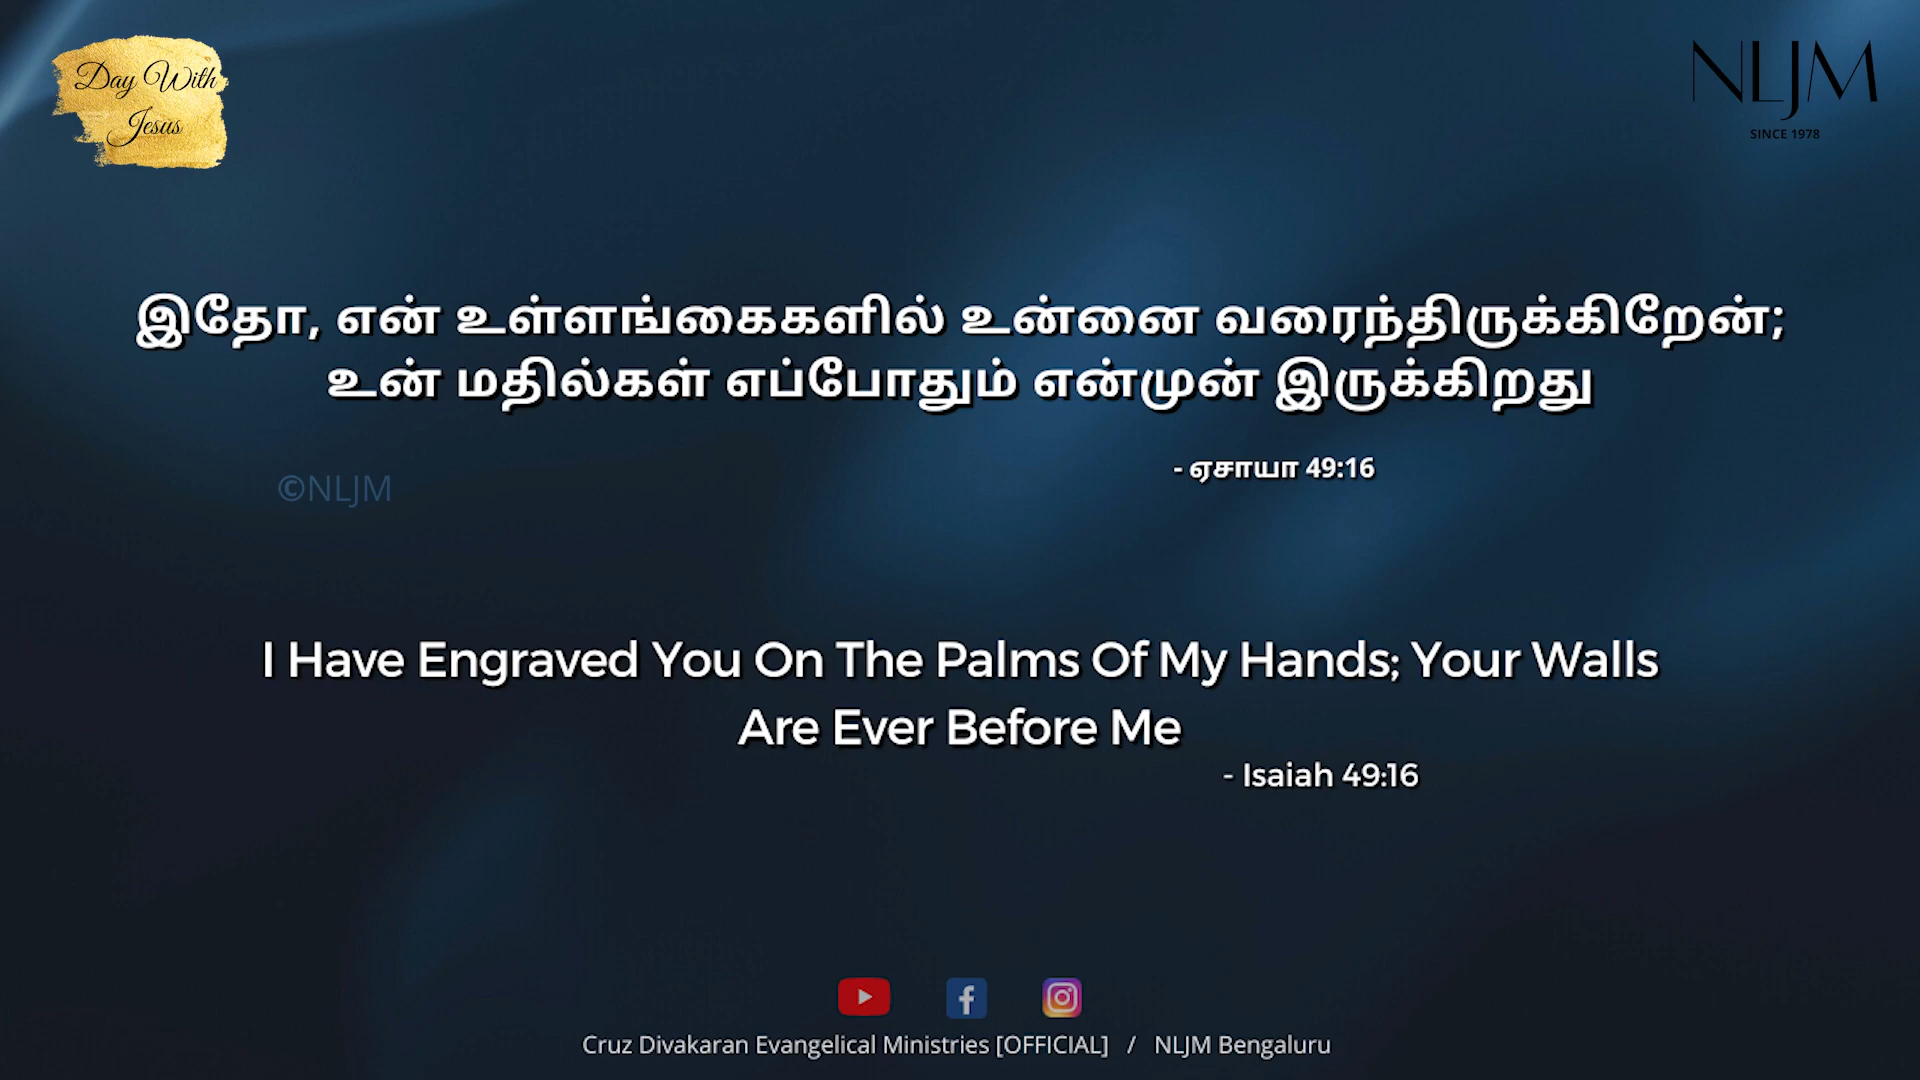 Day With
Jesus
NLJM
SINCE 1978
இதோ, என் உள்ளங்கைகளில் உன்னை வரைந்திருக்கிறேன்;
உன் மதில்கள் எப்போதும் என்முன் இருக்கிறது
- ஏசாயா 49:16
©NLJM
I Have Engraved You On The Palms Of My Hands; Your Walls
Are Ever Before Me
- Isaiah 49:16
Cruz Divakaran Evangelical Ministries [OFFICIAL] / NLJM Bengaluru